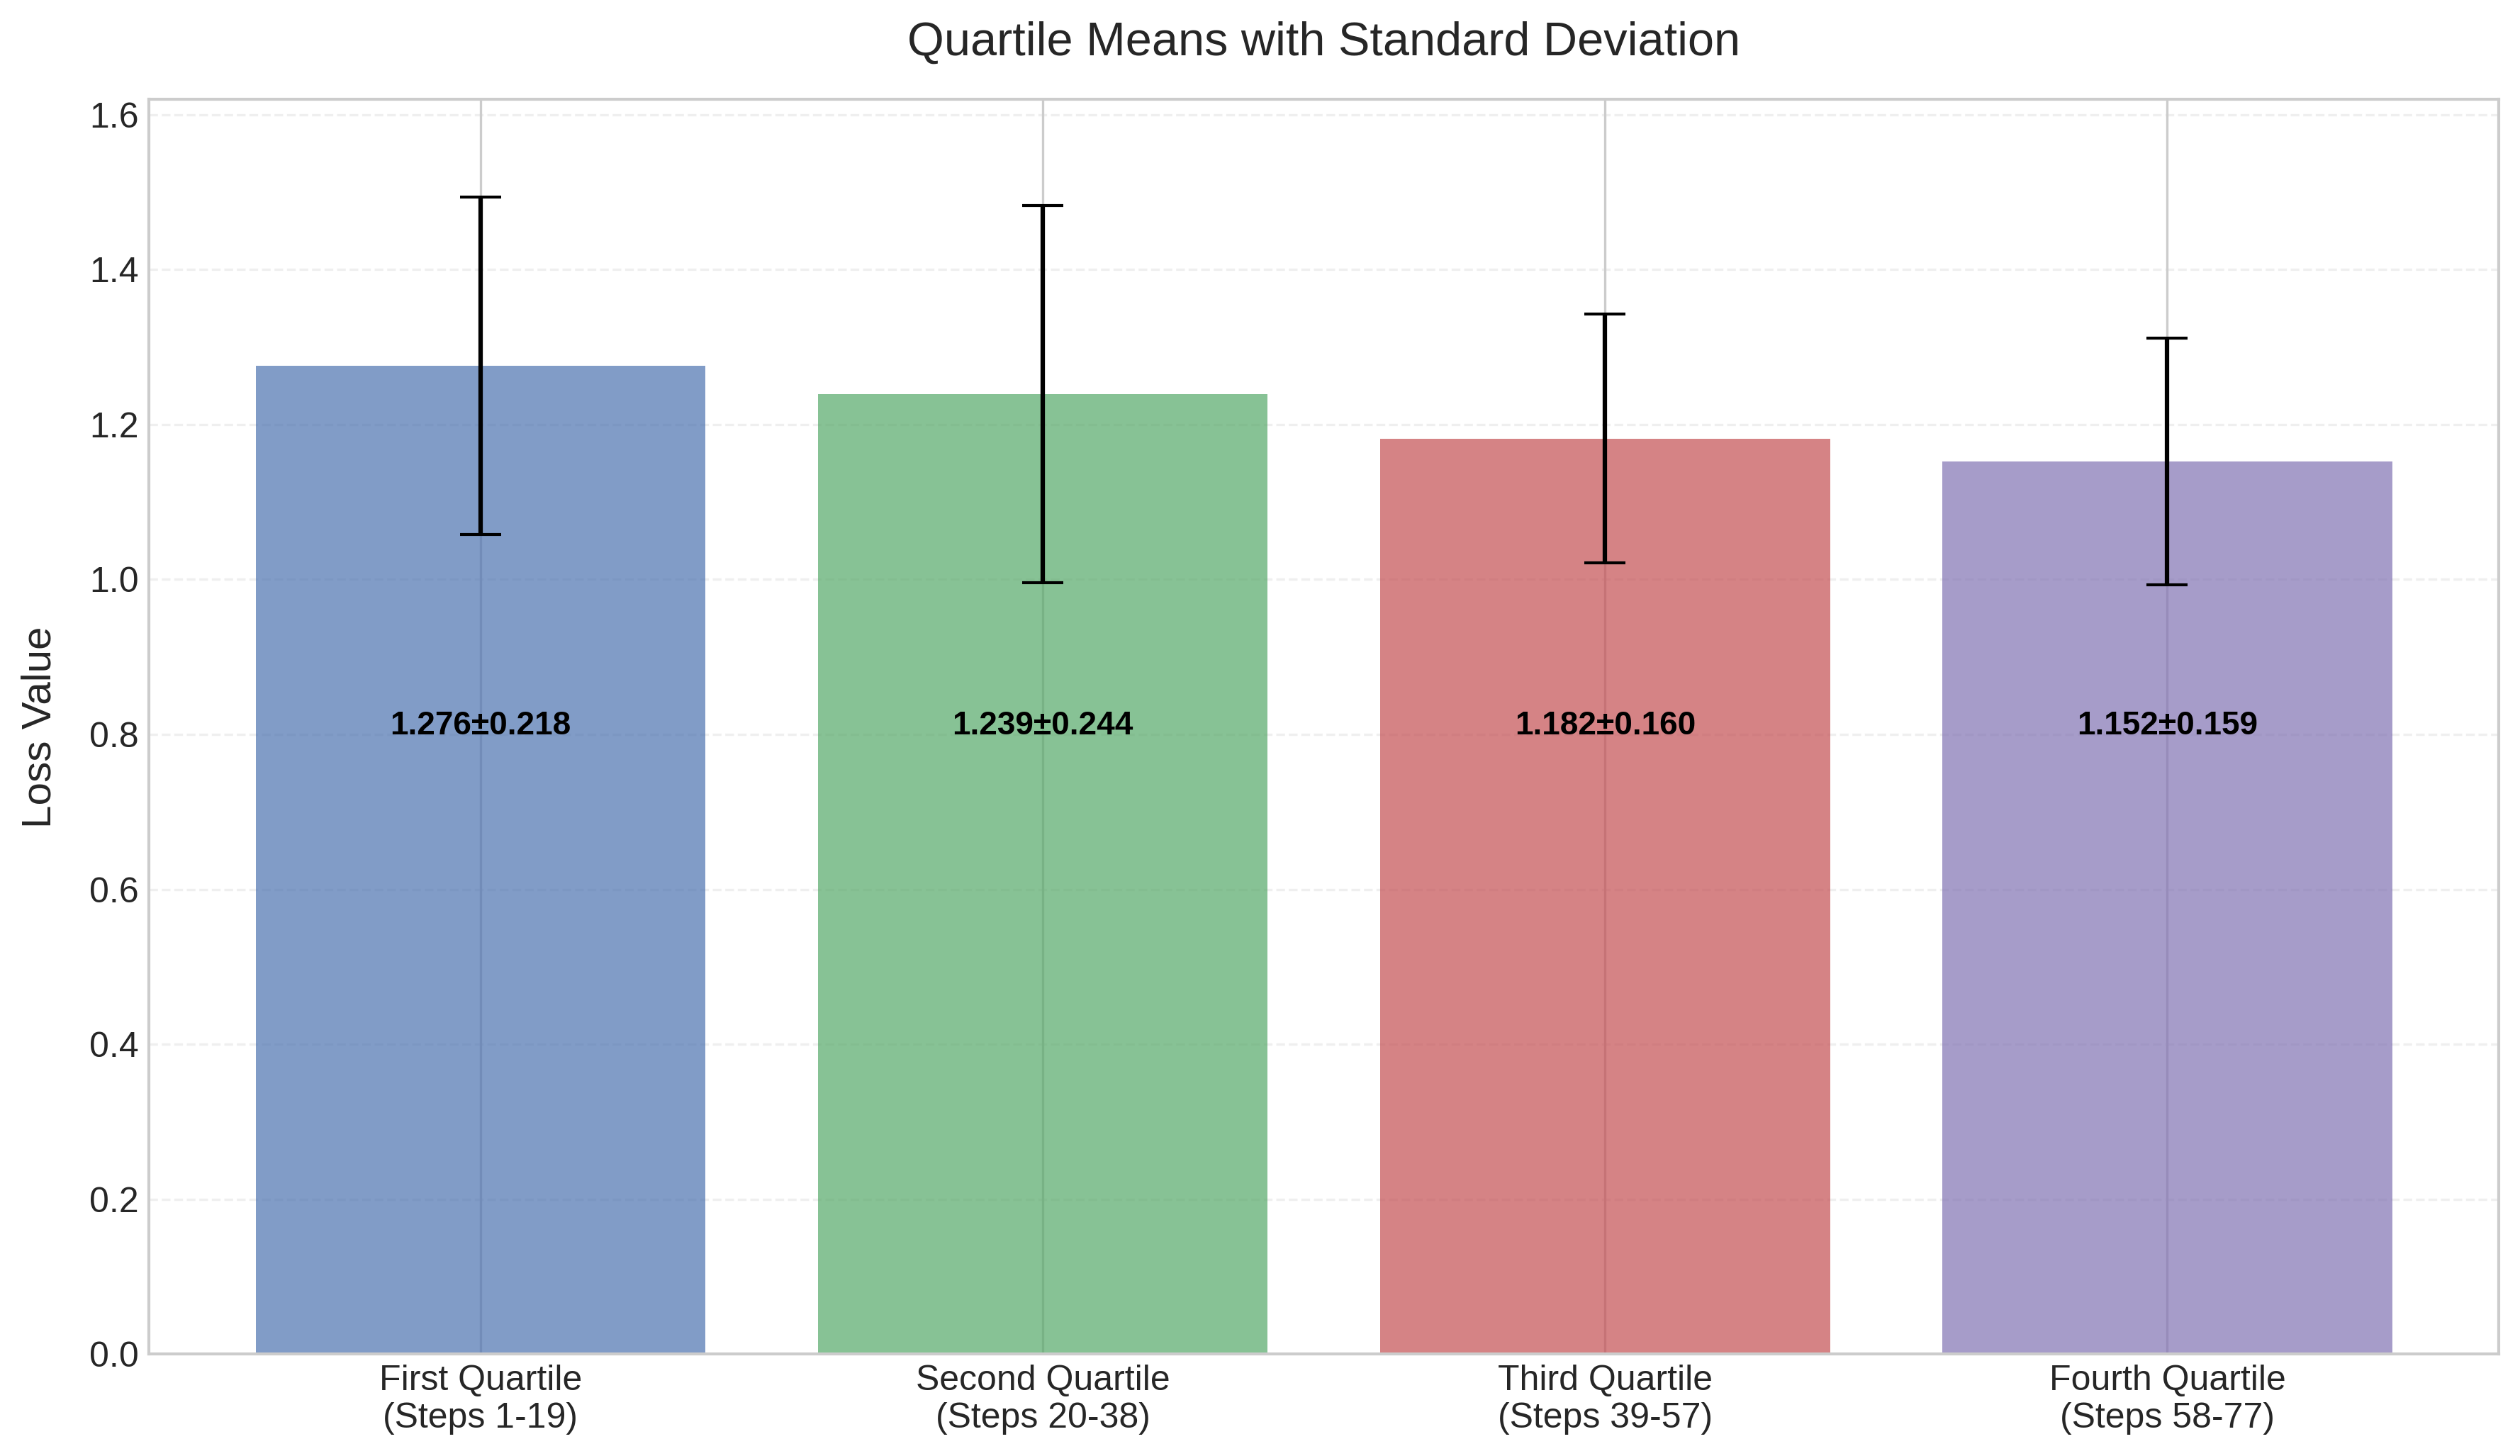 Quartile Means with Standard Deviation
Loss Value
1.6
1.4
1.2
1.0
0.8
0.6
0.4
0.2
0.0
1.276±0.218
1.239±0.244
1.182±0.160
1.152±0.159
First Quartile
(Steps 1-19)
Second Quartile
(Steps 20-38)
Third Quartile
(Steps 39-57)
Fourth Quartile
(Steps 58-77)